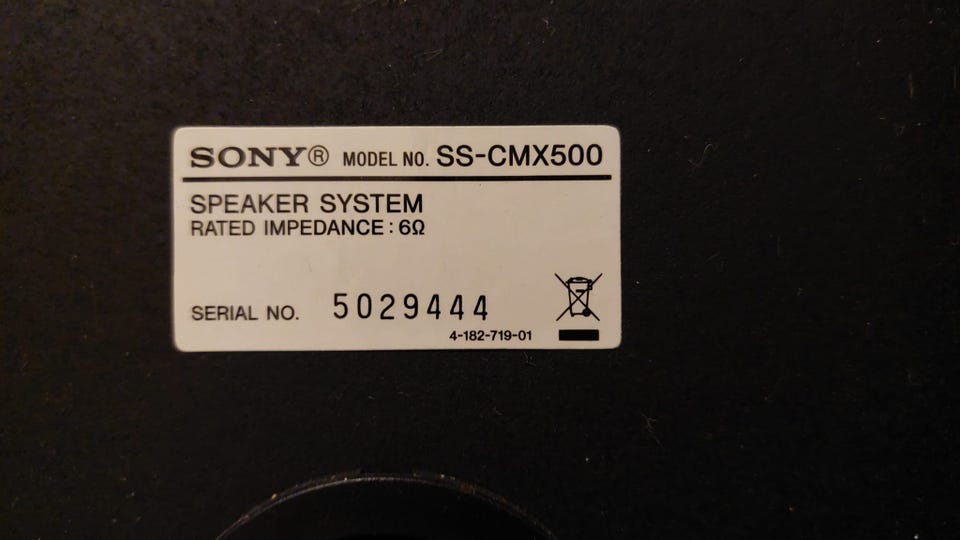 SONY® MODEL NO. SS-CMX500
SPEAKER SYSTEM
RATED IMPEDANCE : 6Ω
SERIAL NO. 5029444
4-182-719-01